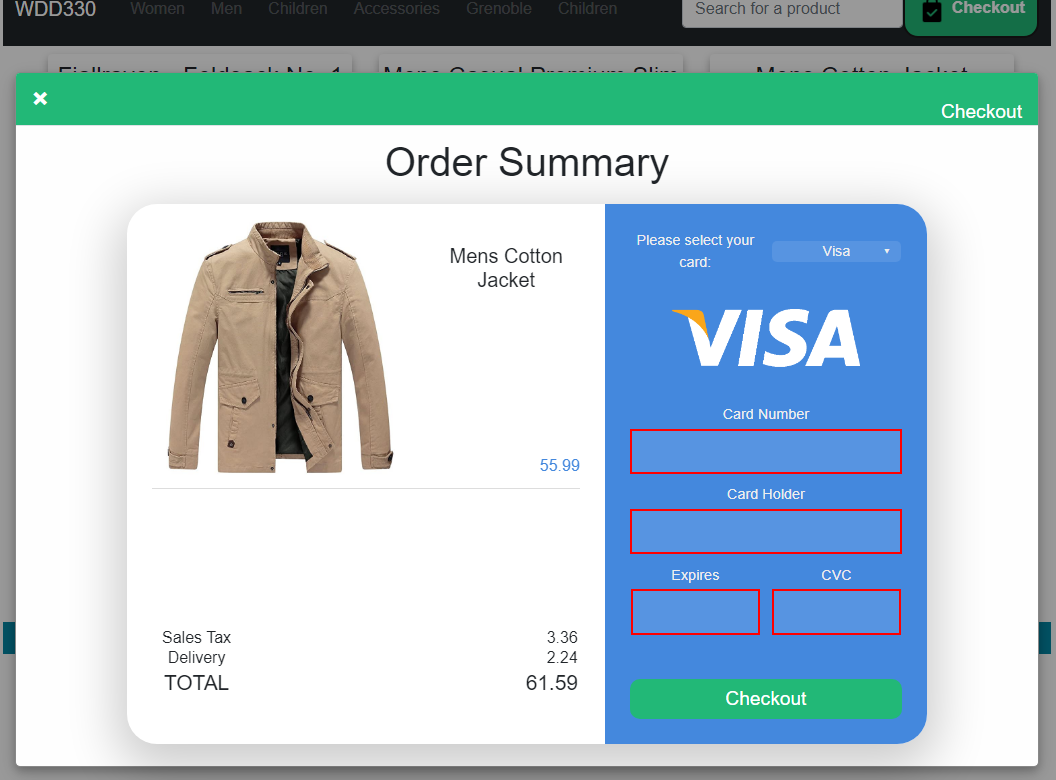 WDD330 Women Men Children Accessories Grenoble Children Search for a product Checkout
Fjallraven - Foldsack No. 1 Mens Casual Premium Slim Mens Cotton Jacket
Checkout
Order Summary
Mens Cotton
Jacket
55.99
Sales Tax 3.36
Delivery 2.24
TOTAL 61.59
Please select your
card:
Visa
VISA
Card Number
Card Holder
Expires CVC
Checkout